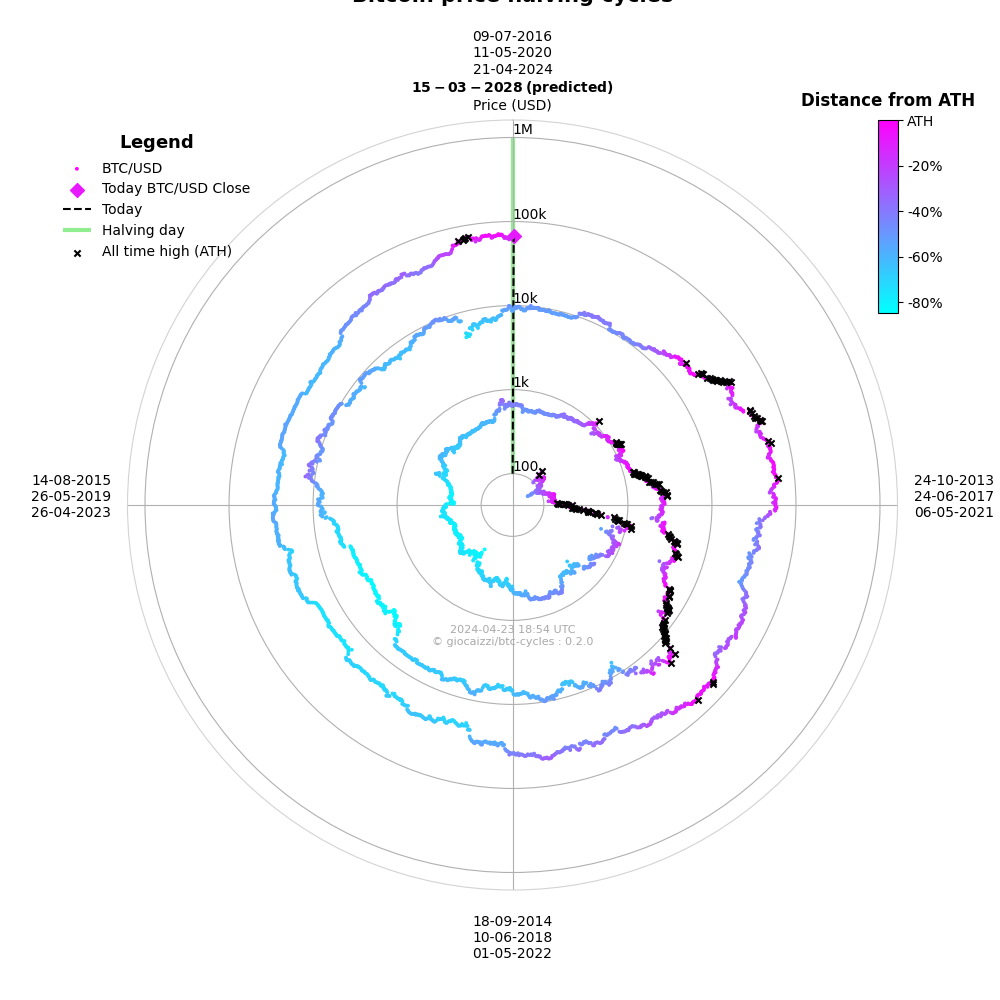 Bitcoin price halving cycles
09-07-2016
11-05-2020
21-04-2024
15-03-2028 (predicted)
Price (USD)
Legend
BTC/USD
Today BTC/USD Close
Today
Halving day
All time high (ATH)
Distance from ATH
ATH
-20%
-40%
-60%
-80%
1M
100k
10k
1k
100
14-08-2015
26-05-2019
26-04-2023
24-10-2013
24-06-2017
06-05-2021
2024-04-23 18:54 UTC
© giocaizzi/btc-cycles : 0.2.0
18-09-2014
10-06-2018
01-05-2022